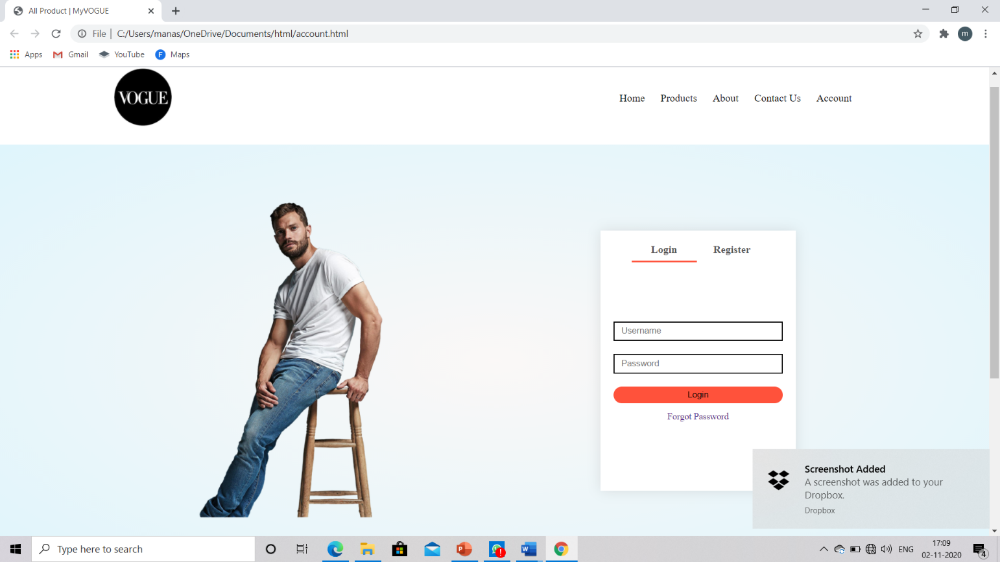 All Product | MyVOGUE
File | C:/Users/manas/OneDrive/Documents/html/account.html
m
Apps Gmail YouTube F Maps
VOGUE
Home Products About Contact Us Account
Login Register
Username
Password
Login
Forgot Password
Screenshot Added
A screenshot was added to your
Dropbox.
Dropbox
Type here to search
P
W
ENG
17:09
02-11-2020
4